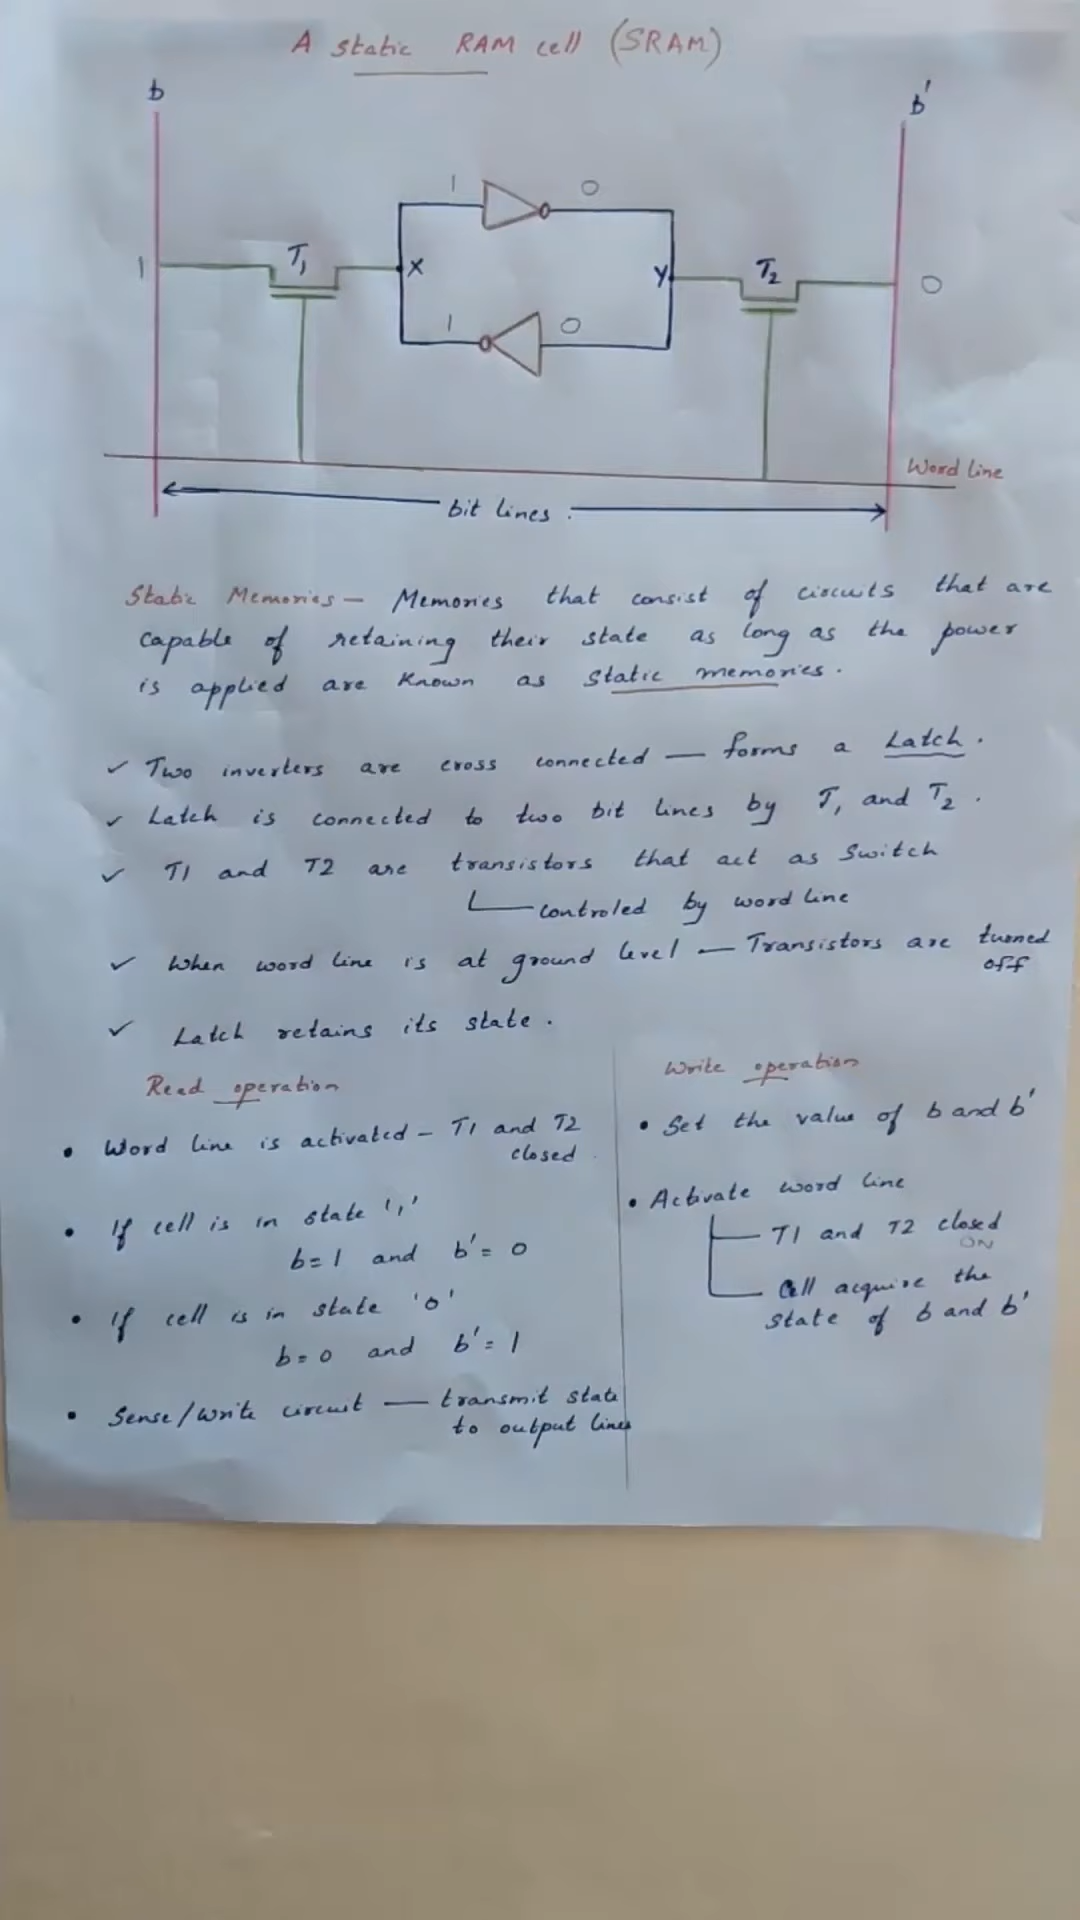 A static RAM cell (SRAM)
b
b'
1 0
T1
X
Y
T2
1
0
1 0
Word line
bit lines
Static Memories – Memories that consist of circuits that are
capable of retaining their state as long as the power
is applied are known as static memories.
✓ Two inverters are cross connected — forms a Latch.
✓ Latch is connected to two bit lines by T1 and T2.
✓ T1 and T2 are transistors that act as Switch
controled by word line
✓ When word line is at ground level — Transistors are turned
off
✓ Latch retains its state.
Read operation
• Word line is activated – T1 and T2
closed
• If cell is in state '1'
b=1 and b'=0
• If cell is in state '0'
b=0 and b'=1
• Sense/write circuit — transmit state
to output lines
Write operation
• Set the value of b and b'
• Activate word line
T1 and T2 closed
ON
Cell acquire the
state of b and b'